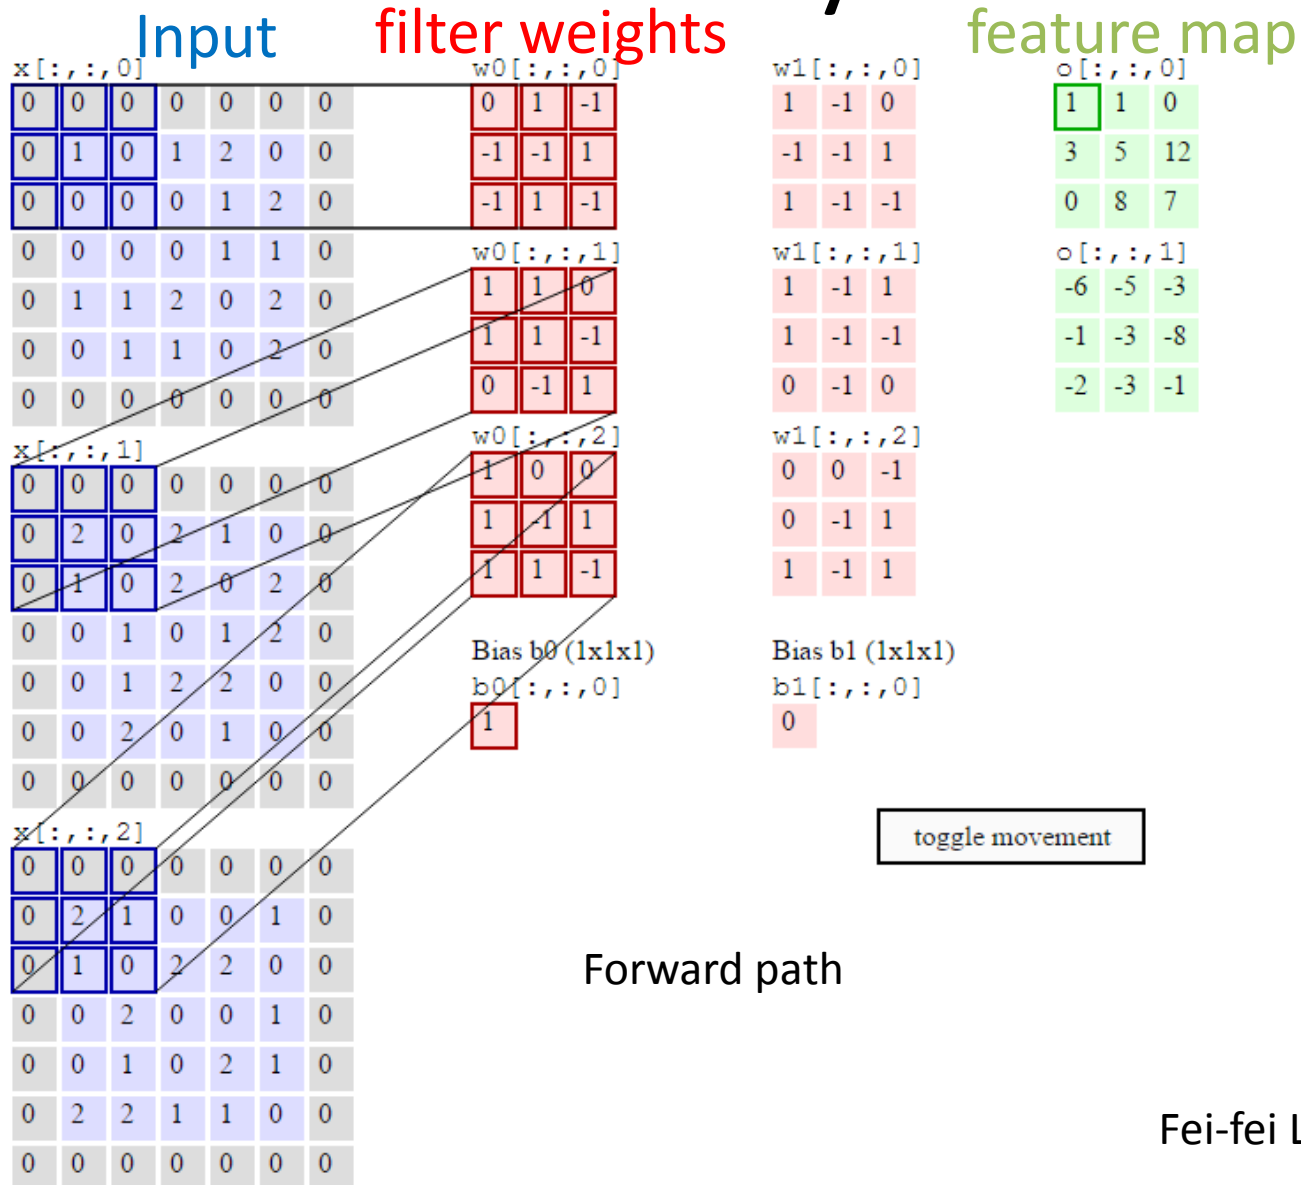 Input filter weights feature map
x[:,:,0] w0[:,:,0] w1[:,:,0] o[:,:,0]
0 0 0 0 0 0 0 0 1 -1 1 -1 0 1 1 0
0 1 0 1 2 0 0 -1 -1 1 -1 -1 1 3 5 12
0 0 0 0 1 2 0 -1 1 -1 1 -1 -1 0 8 7
0 0 0 0 1 1 0 w0[:,:,1] w1[:,:,1] o[:,:,1]
0 1 1 2 0 2 0 1 1 0 1 -1 1 -6 -5 -3
0 0 1 1 0 2 0 1 1 -1 1 -1 -1 -1 -3 -8
0 0 0 0 0 0 0 0 -1 1 0 -1 0 -2 -3 -1
x[:,:,1] w0[:,:,2] w1[:,:,2]
0 0 0 0 0 0 0 1 0 0 0 0 -1
0 2 0 2 1 0 0 1 -1 1 0 -1 1
0 1 0 2 0 2 0 1 1 -1 1 -1 1
0 0 1 0 1 2 0 Bias b0 (1x1x1) Bias b1 (1x1x1)
0 0 1 2 2 0 0 b0[:,:,0] b1[:,:,0]
0 0 2 0 1 0 0 1 0
0 0 0 0 0 0 0
x[:,:,2] toggle movement
0 0 0 0 0 0 0
0 2 1 0 0 1 0
0 1 0 2 2 0 0 Forward path
0 0 2 0 0 1 0
0 0 1 0 2 1 0
0 2 2 1 1 0 0 Fei-fei
0 0 0 0 0 0 0